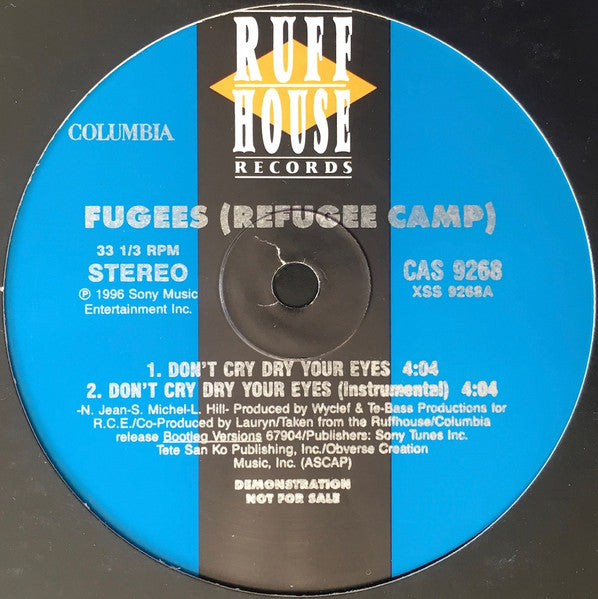 RUFF
HOUSE
RECORDS
COLUMBIA
FUGEES (REFUGEE CAMP)
33 1/3 RPM
STEREO
℗ 1996 Sony Music
Entertainment Inc.
CAS 9268
XSS 9268A
1. DON'T CRY DRY YOUR EYES 4:04
2. DON'T CRY DRY YOUR EYES (Instrumental) 4:04
-N. Jean-S. Michel-L. Hill- Produced by Wyclef & Te-Bass Productions for
R.C.E./Co-Produced by Lauryn/Taken from the Ruffhouse/Columbia
release Bootleg Versions 67904/Publishers: Sony Tunes Inc.
Tete San Ko Publishing, Inc./Obverse Creation
Music, Inc. (ASCAP)
DEMONSTRATION
NOT FOR SALE